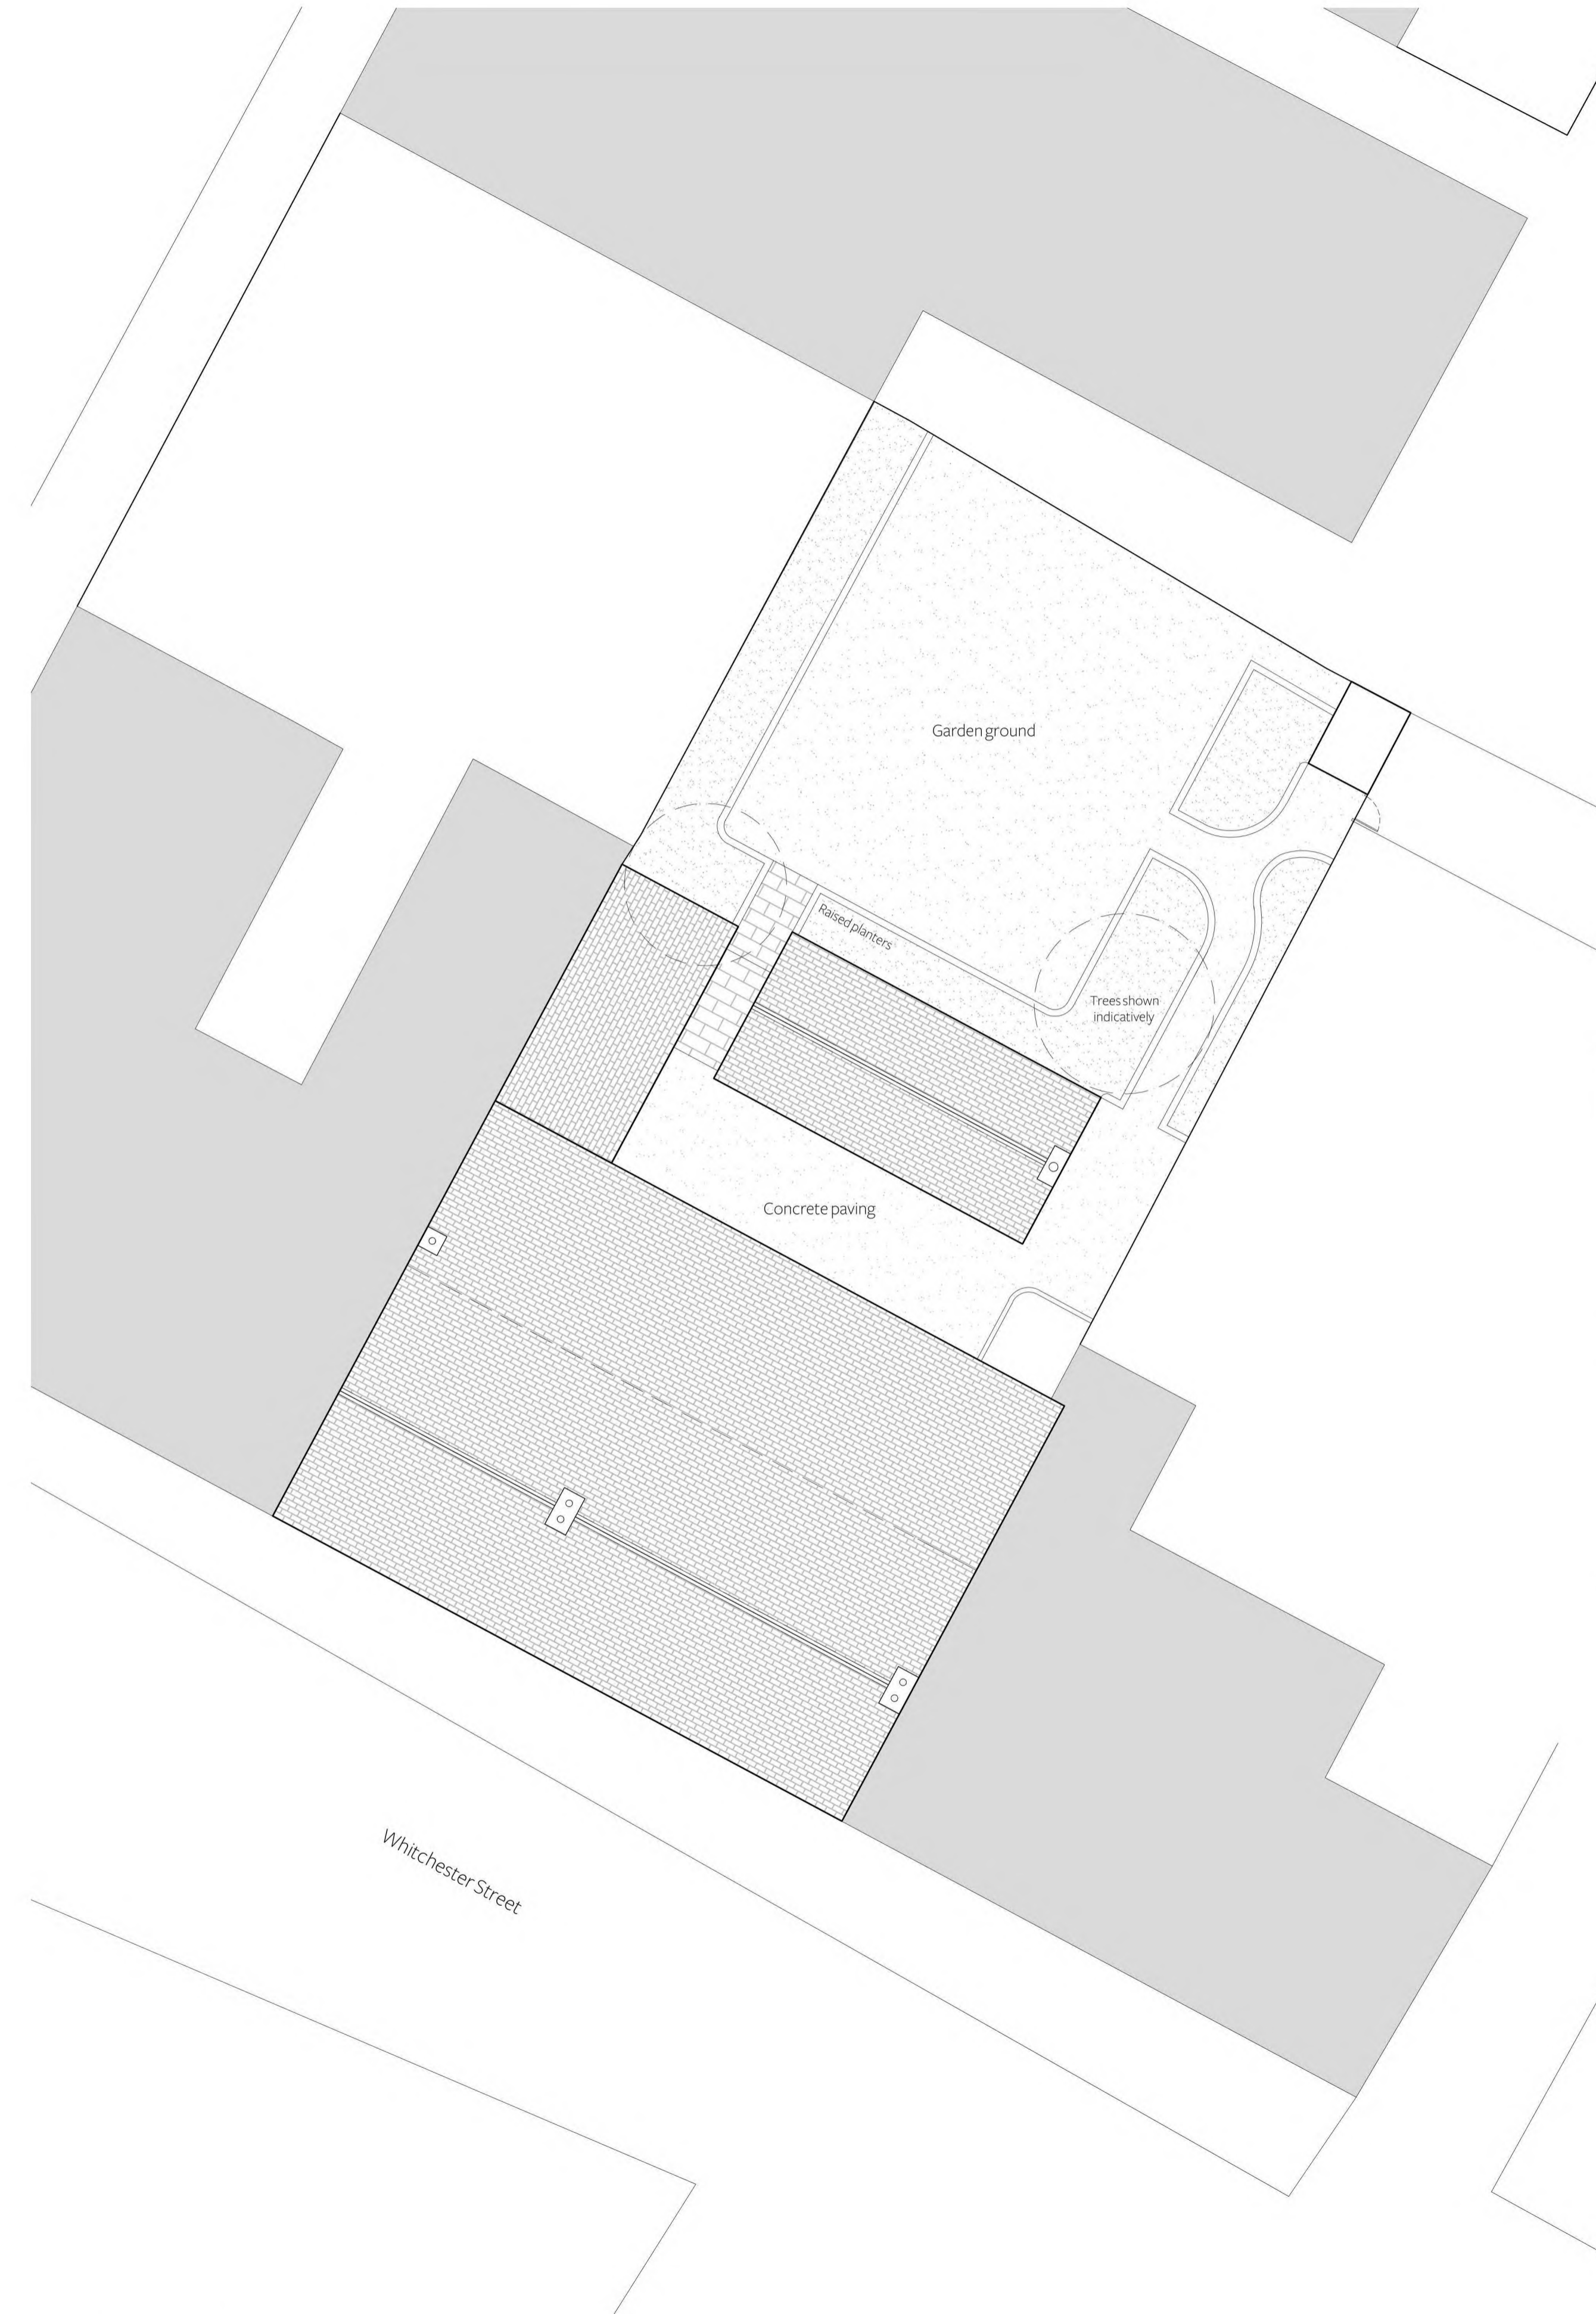 Garden ground
Raised planters
Trees shown
indicatively
Concrete paving
Whitchester Street